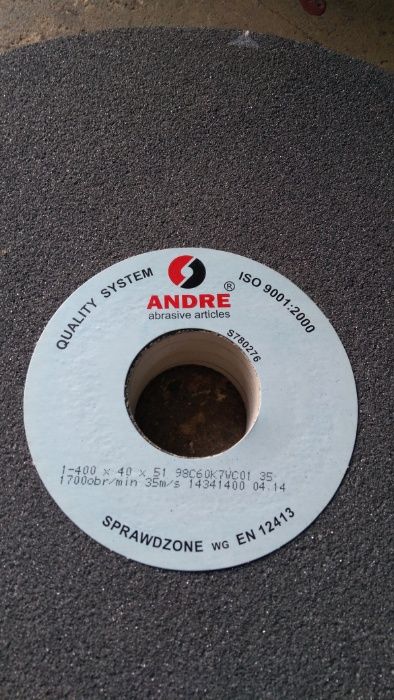 QUALITY SYSTEM
ISO 9001:2000
ANDRE®
abrasive articles
S780276
1-400 x 40 x 51 98C60K7VC01 35
1700obr/min 35m/s 14341400 04.14
SPRAWDZONE WG EN 12413